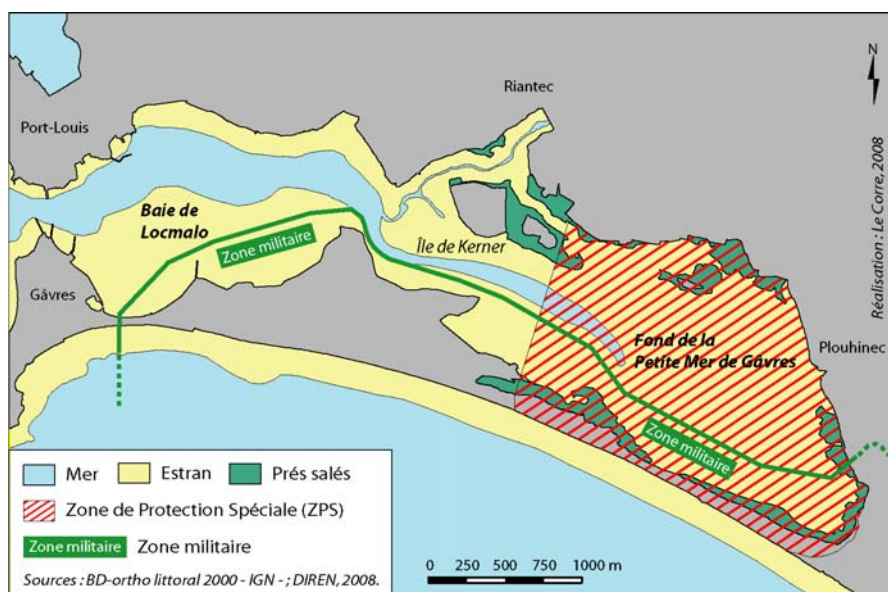 N
Riantec
Port-Louis
Réalisation : Le Corre, 2008
Baie de
Locmalo
Zone militaire
Île de Kerner
Gâvres
Fond de la
Petite Mer de Gâvres
Plouhinec
Zone militaire
Mer
Estran
Prés salés
Zone de Protection Spéciale (ZPS)
Zone militaire Zone militaire
Sources : BD-ortho littoral 2000 - IGN - ; DIREN, 2008.
0 250 500 750 1000 m